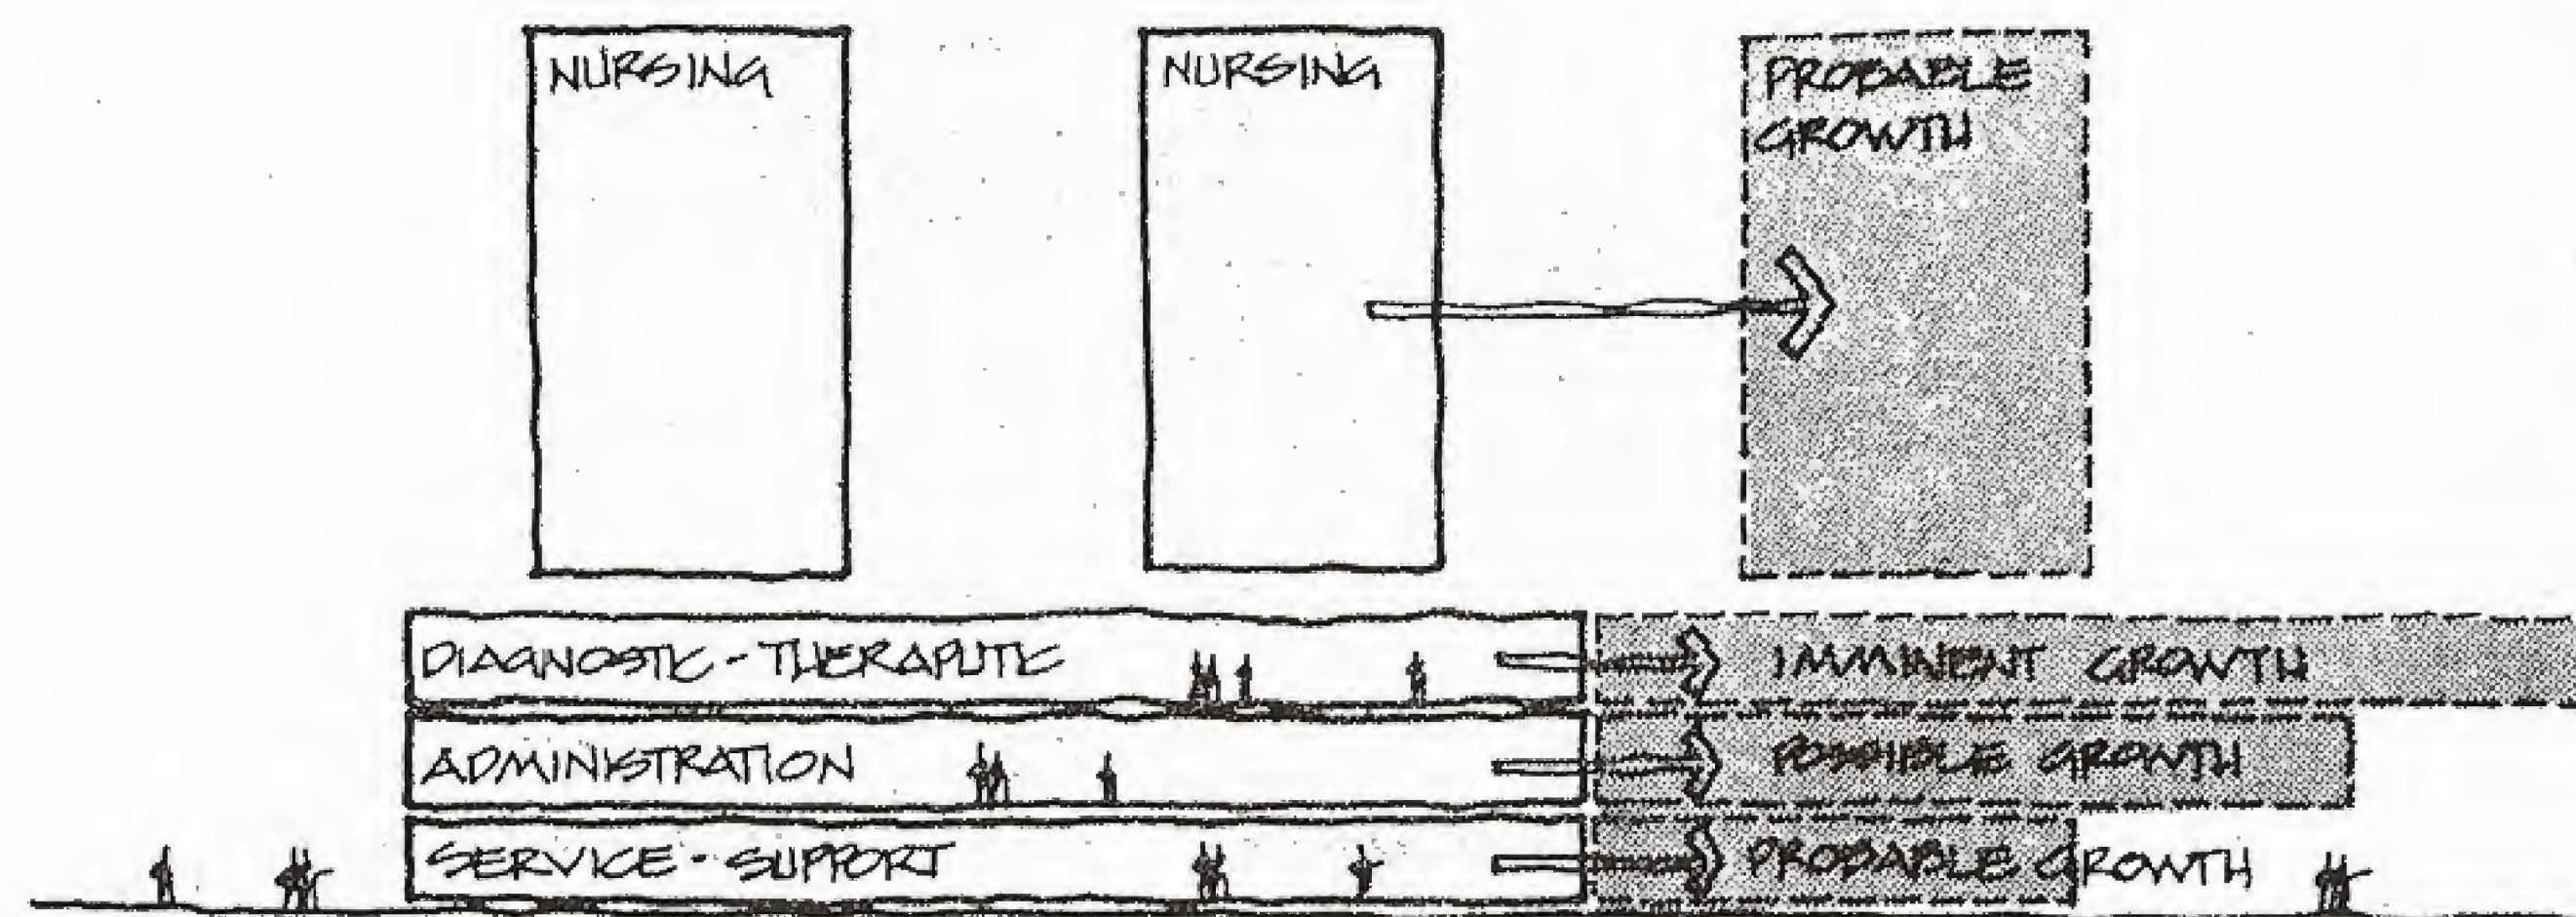 NURSING
NURSING
PROBABLE
GROWTH
DIAGNOSTIC - THERAPUTIC
IMMINENT GROWTH
ADMINISTRATION
POSSIBLE GROWTH
SERVICE - SUPPORT
PROBABLE GROWTH